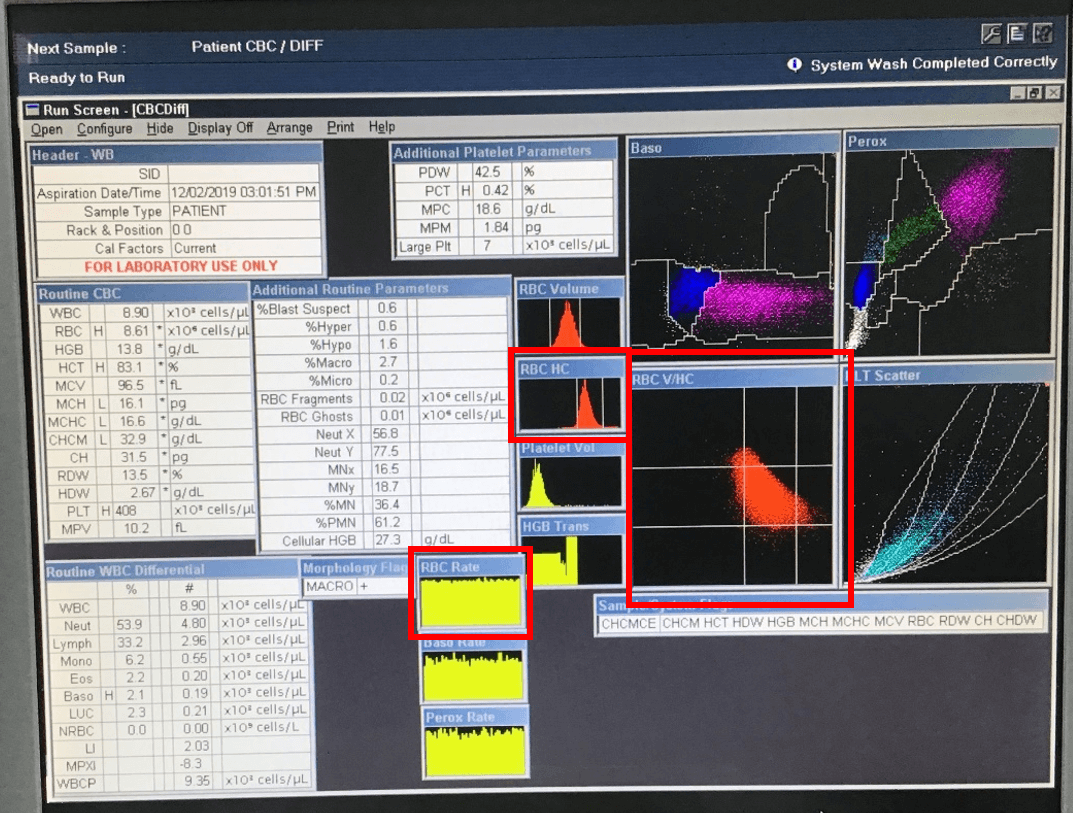 Next Sample : Patient CBC / DIFF
Ready to Run
System Wash Completed Correctly
Run Screen - [CBCDiff]
Open Configure Hide Display Off Arrange Print Help
Header - WB
SID
Aspiration Date/Time 12/02/2019 03:01:51 PM
Sample Type PATIENT
Rack & Position 0 0
Cal Factors Current
FOR LABORATORY USE ONLY
Additional Platelet Parameters
PDW 42.5 %
PCT H 0.42 %
MPC 18.6 g/dL
MPM 1.84 pg
Large Plt 7 x10³ cells/µL
Baso
Perox
Routine CBC
WBC 8.90 x10³ cells/µL
RBC H 8.61 * x10⁶ cells/µL
HGB 13.8 * g/dL
HCT H 83.1 * %
MCV 96.5 * fL
MCH L 16.1 * pg
MCHC L 16.6 * g/dL
CHCM L 32.9 * g/dL
CH 31.5 * pg
RDW 13.5 * %
HDW 2.67 * g/dL
PLT H 408 x10³ cells/µL
MPV 10.2 fL
Additional Routine Parameters
%Blast Suspect 0.6
%Hyper 0.6
%Hypo 1.6
%Macro 2.7
%Micro 0.2
RBC Fragments 0.02 x10⁶ cells/µL
RBC Ghosts 0.01 x10⁶ cells/µL
Neut X 56.8
Neut Y 77.5
MNx 16.5
MNy 18.7
%MN 36.4
%PMN 61.2
Cellular HGB 27.3 g/dL
RBC Volume
RBC HC
Platelet Vol
HGB Trans
RBC V/HC
LT Scatter
Routine WBC Differential
% #
WBC 8.90 x10³ cells/µL
Neut 53.9 4.80 x10³ cells/µL
Lymph 33.2 2.96 x10³ cells/µL
Mono 6.2 0.55 x10³ cells/µL
Eos 2.2 0.20 x10³ cells/µL
Baso H 2.1 0.19 x10³ cells/µL
LUC 2.3 0.21 x10³ cells/µL
NRBC 0.0 0.00 x10⁹ cells/L
LI 2.03
MPXI -8.3
WBCP 9.35 x10³ cells/µL
Morphology Flag
MACRO +
RBC Rate
Baso Rate
Perox Rate
Sample/System Flags
CHCMCE CHCM HCT HDW HGB MCH MCHC MCV RBC RDW CH CHDW